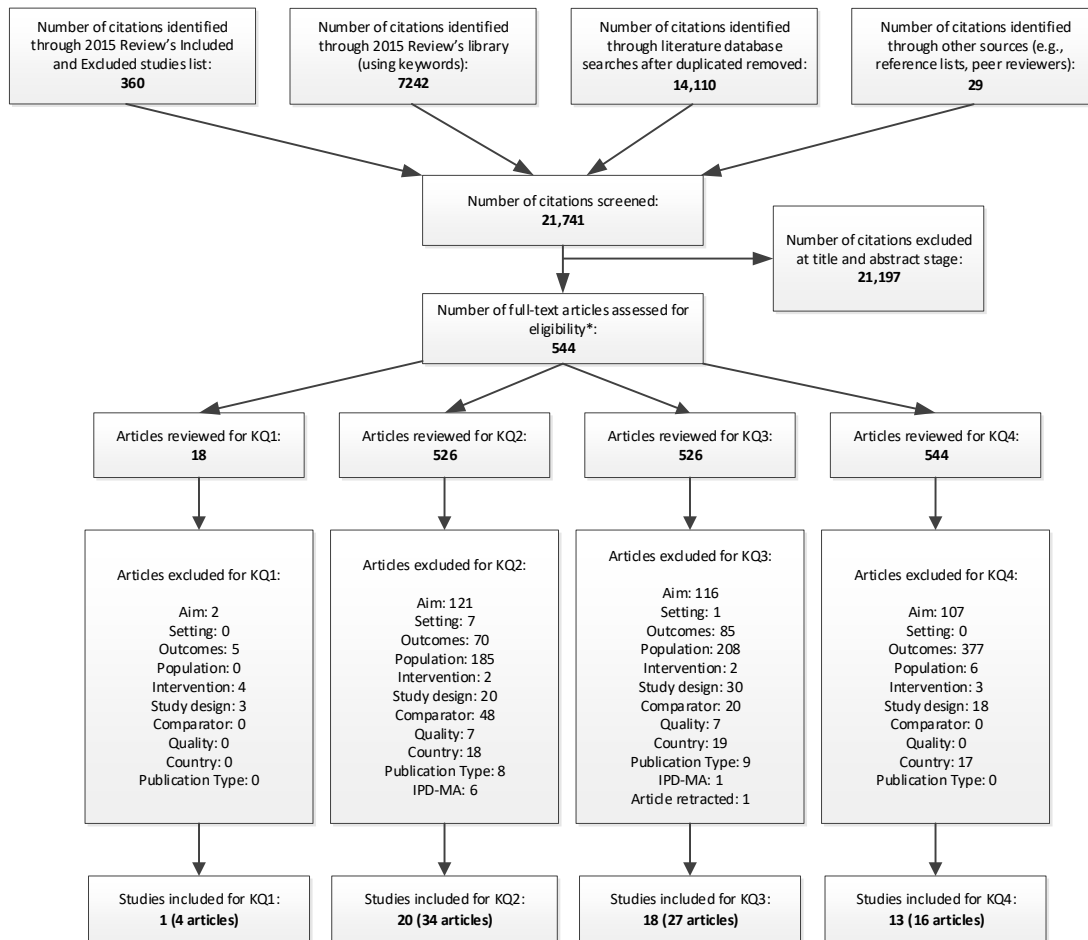 Number of citations identified
through 2015 Review's Included
and Excluded studies list:
360
Number of citations identified
through 2015 Review's library
(using keywords):
7242
Number of citations identified
through literature database
searches after duplicated removed:
14,110
Number of citations identified
through other sources (e.g.,
reference lists, peer reviewers):
29
Number of citations screened:
21,741
Number of citations excluded
at title and abstract stage:
21,197
Number of full-text articles assessed for
eligibility*:
544
Articles reviewed for KQ1:
18
Articles reviewed for KQ2:
526
Articles reviewed for KQ3:
526
Articles reviewed for KQ4:
544
Articles excluded for KQ1:
Aim: 2
Setting: 0
Outcomes: 5
Population: 0
Intervention: 4
Study design: 3
Comparator: 0
Quality: 0
Country: 0
Publication Type: 0
Articles excluded for KQ2:
Aim: 121
Setting: 7
Outcomes: 70
Population: 185
Intervention: 2
Study design: 20
Comparator: 48
Quality: 7
Country: 18
Publication Type: 8
IPD-MA: 6
Articles excluded for KQ3:
Aim: 116
Setting: 1
Outcomes: 85
Population: 208
Intervention: 2
Study design: 30
Comparator: 20
Quality: 7
Country: 19
Publication Type: 9
IPD-MA: 1
Article retracted: 1
Articles excluded for KQ4:
Aim: 107
Setting: 0
Outcomes: 377
Population: 6
Intervention: 3
Study design: 18
Comparator: 0
Quality: 0
Country: 17
Publication Type: 0
Studies included for KQ1:
1 (4 articles)
Studies included for KQ2:
20 (34 articles)
Studies included for KQ3:
18 (27 articles)
Studies included for KQ4:
13 (16 articles)